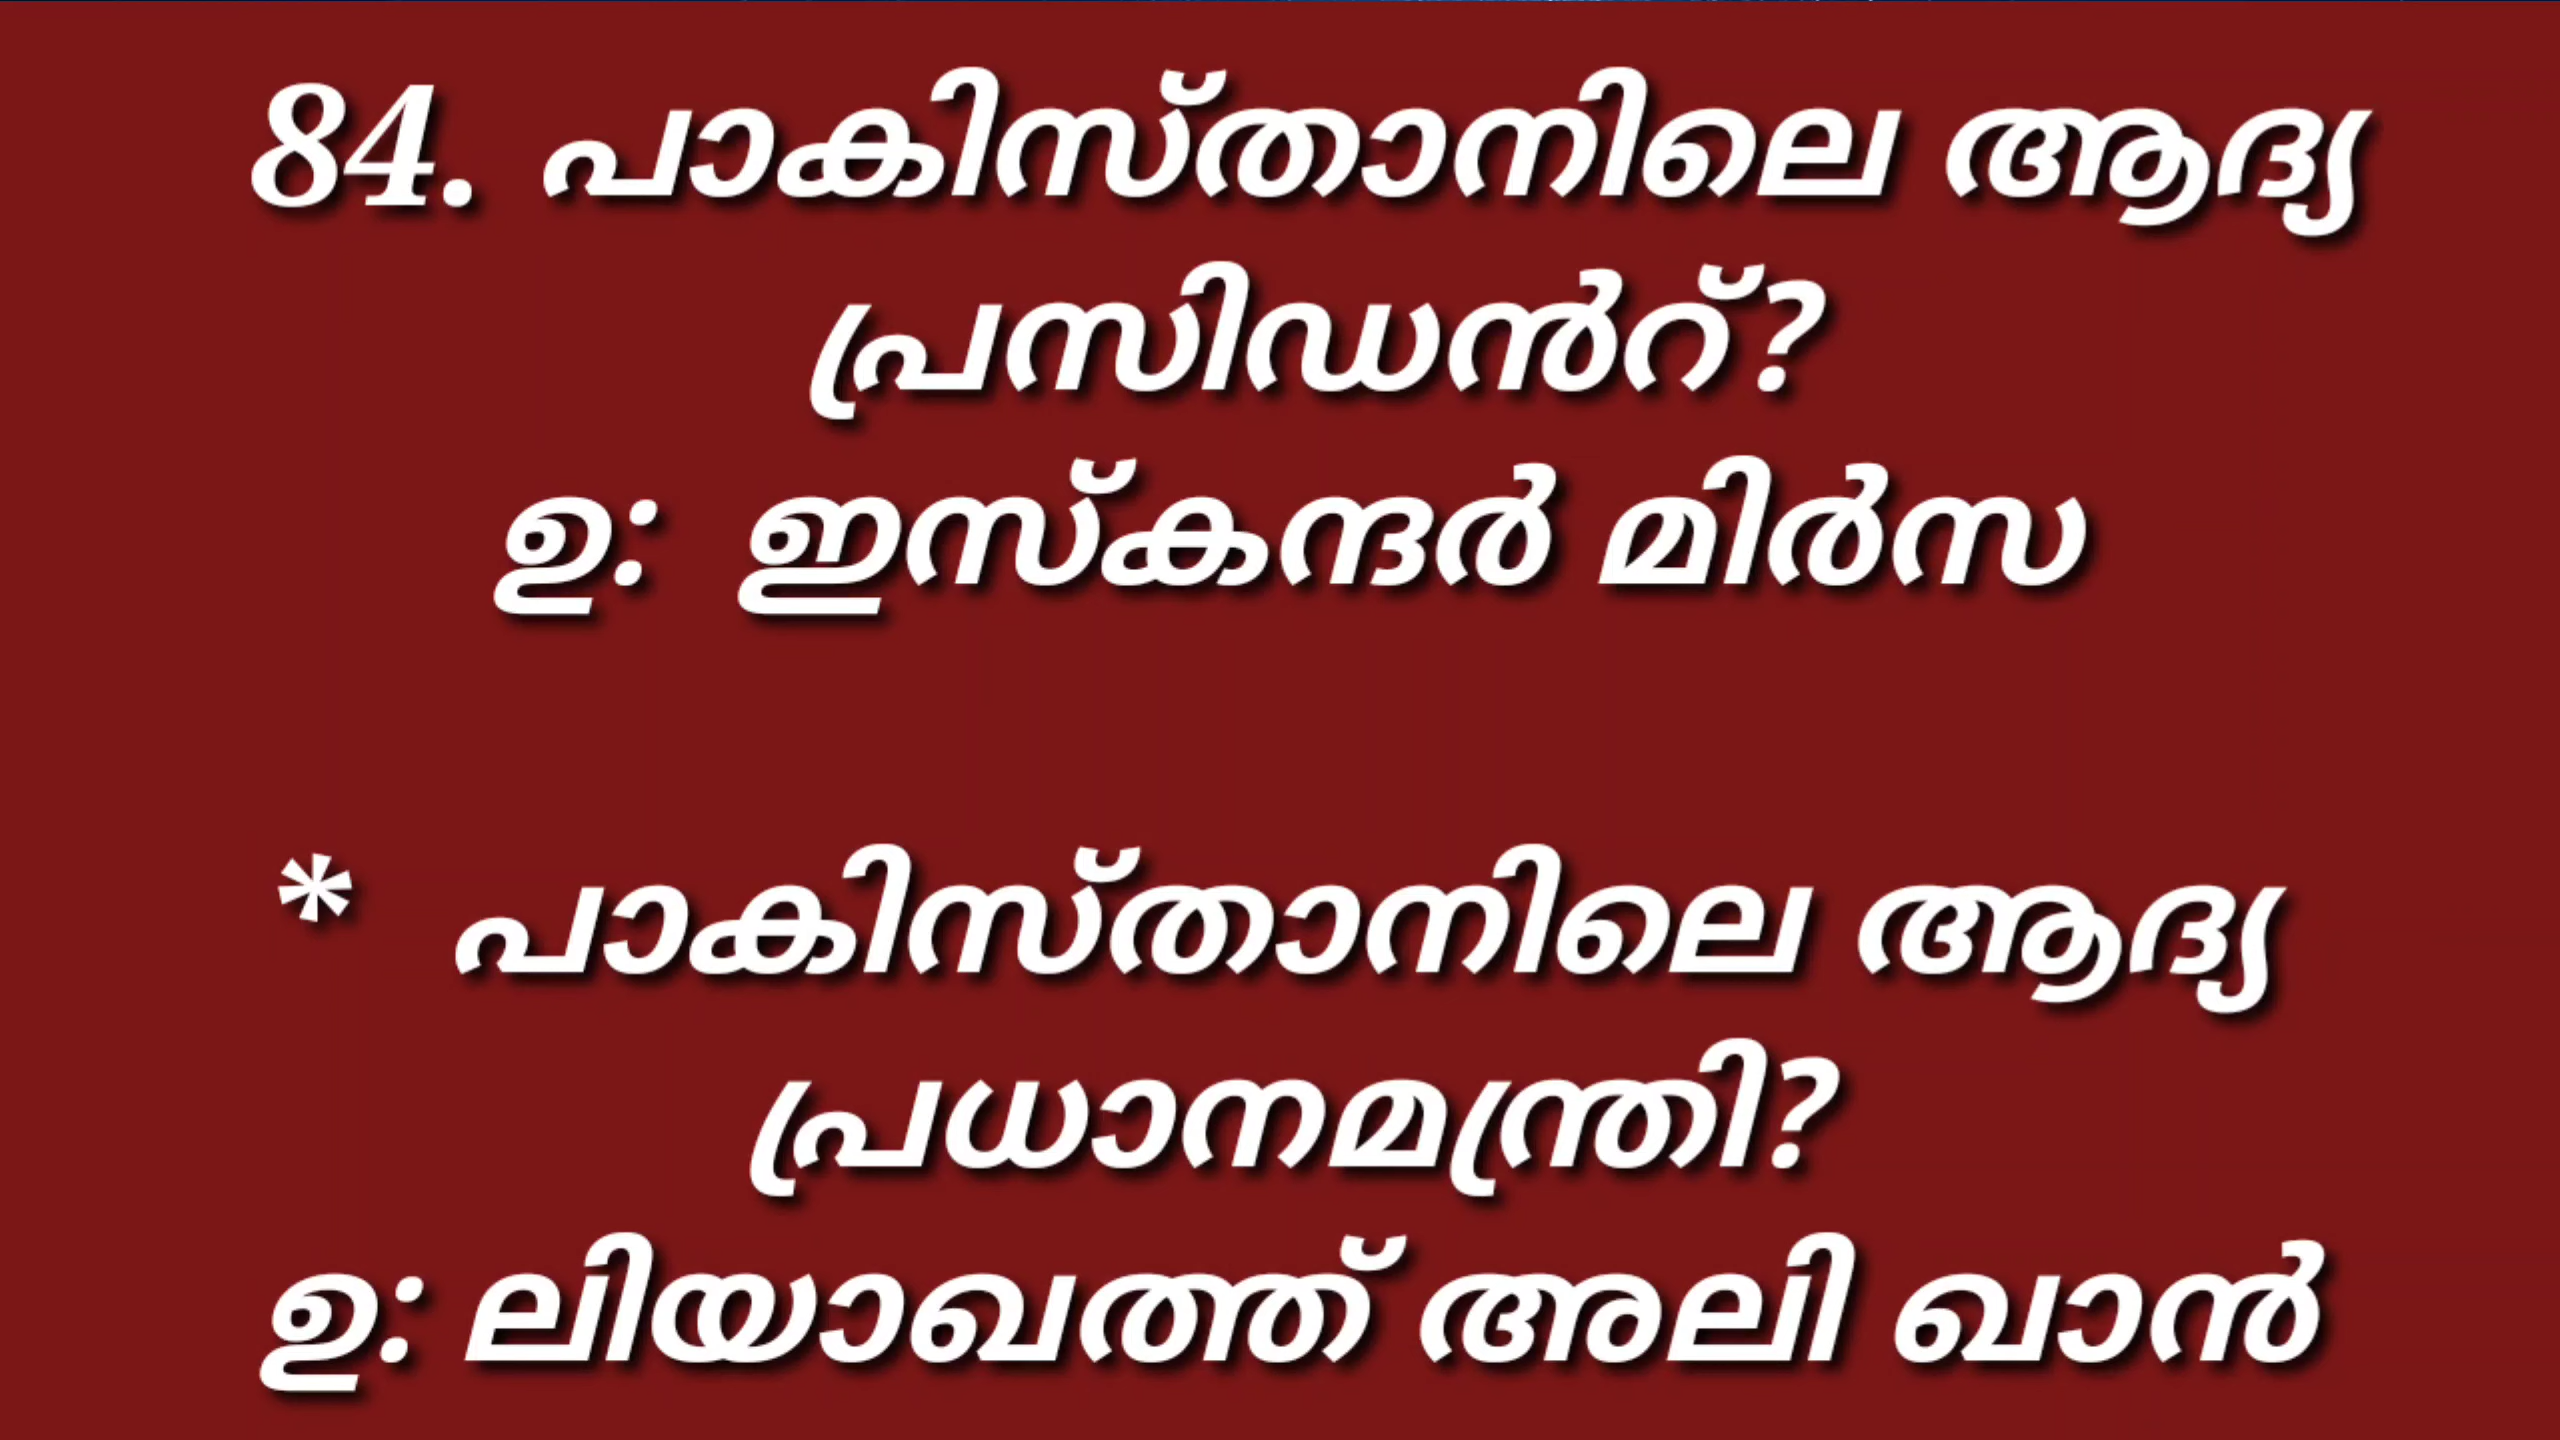 84. പാകിസ്താനിലെ ആദ്യ
പ്രസിഡൻറ്?
ഉ: ഇസ്കന്ദർ മിർസ
* പാകിസ്താനിലെ ആദ്യ
പ്രധാനമന്ത്രി?
ഉ: ലിയാഖത്ത് അലി ഖാൻ